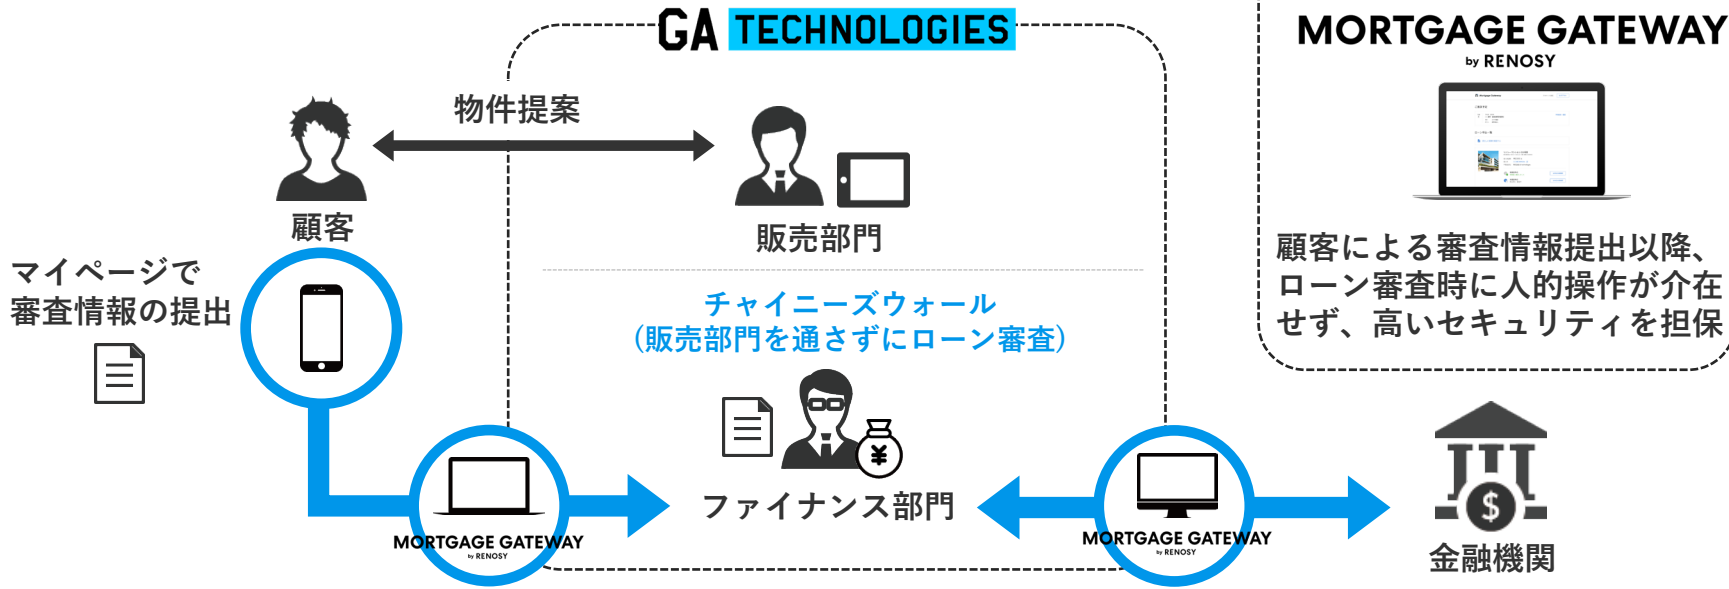 GA TECHNOLOGIES
物件提案
顧客
販売部門
マイページで
審査情報の提出
チャイニーズウォール
(販売部門を通さずにローン審査)
¥
ファイナンス部門
MORTGAGE GATEWAY
by RENOSY
MORTGAGE GATEWAY
by RENOSY
$
金融機関
MORTGAGE GATEWAY
by RENOSY
Mortgage Gateway
顧客による審査情報提出以降、
ローン審査時に人的操作が介在
せず、高いセキュリティを担保